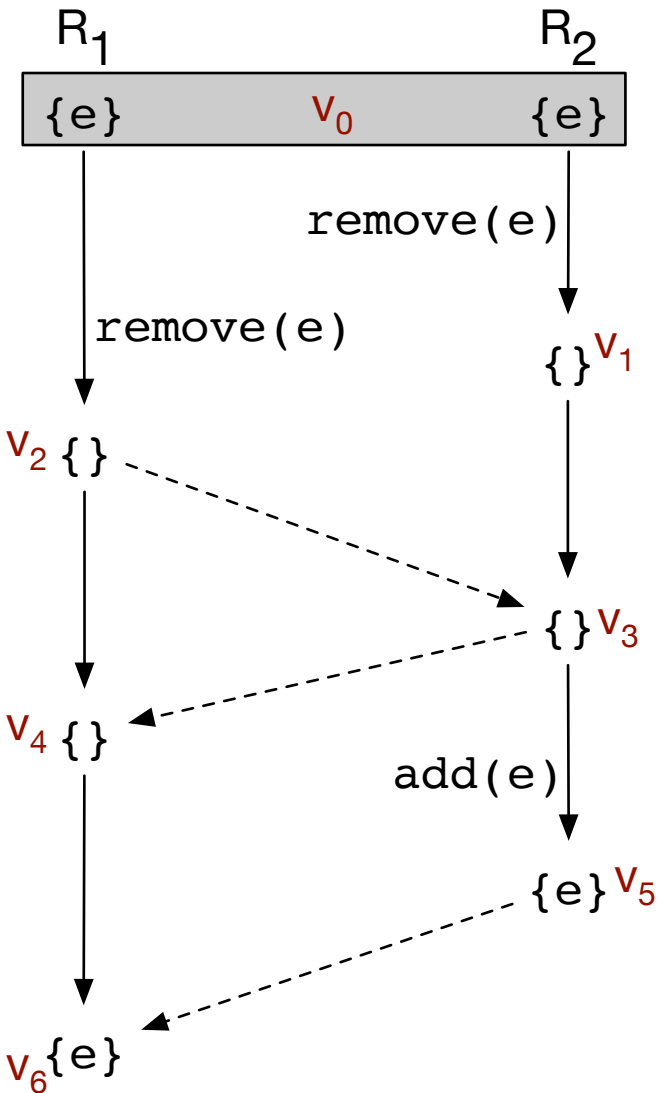 R₁ R₂
{e} v₀ {e}
remove(e)
remove(e)
{} v₁
v₂ {}
{} v₃
v₄ {}
add(e)
{e} v₅
v₆ {e}